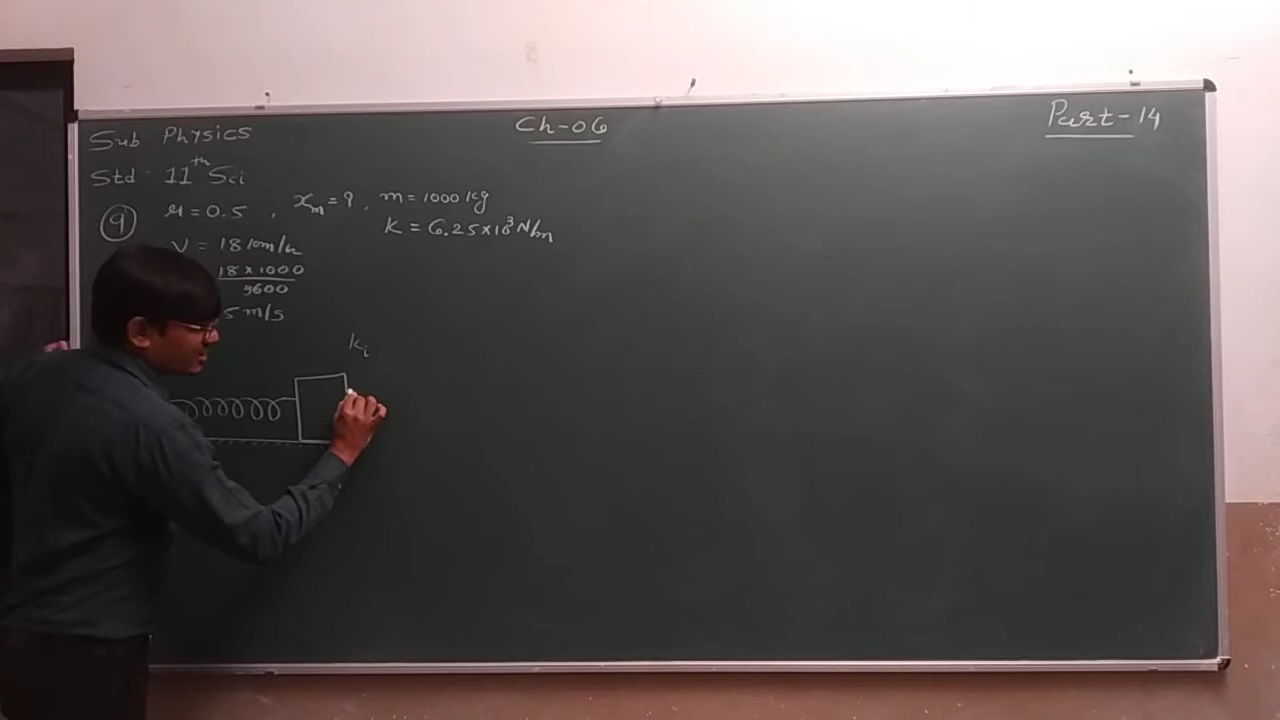 Ch-06
Part-14
Sub Physics
Std 11th Sci
9 μ=0.5 , xm=?, m=1000 kg
K = 6.25×10³ N/m
V = 18 km/h
18×1000
3600
5 m/s
Ki